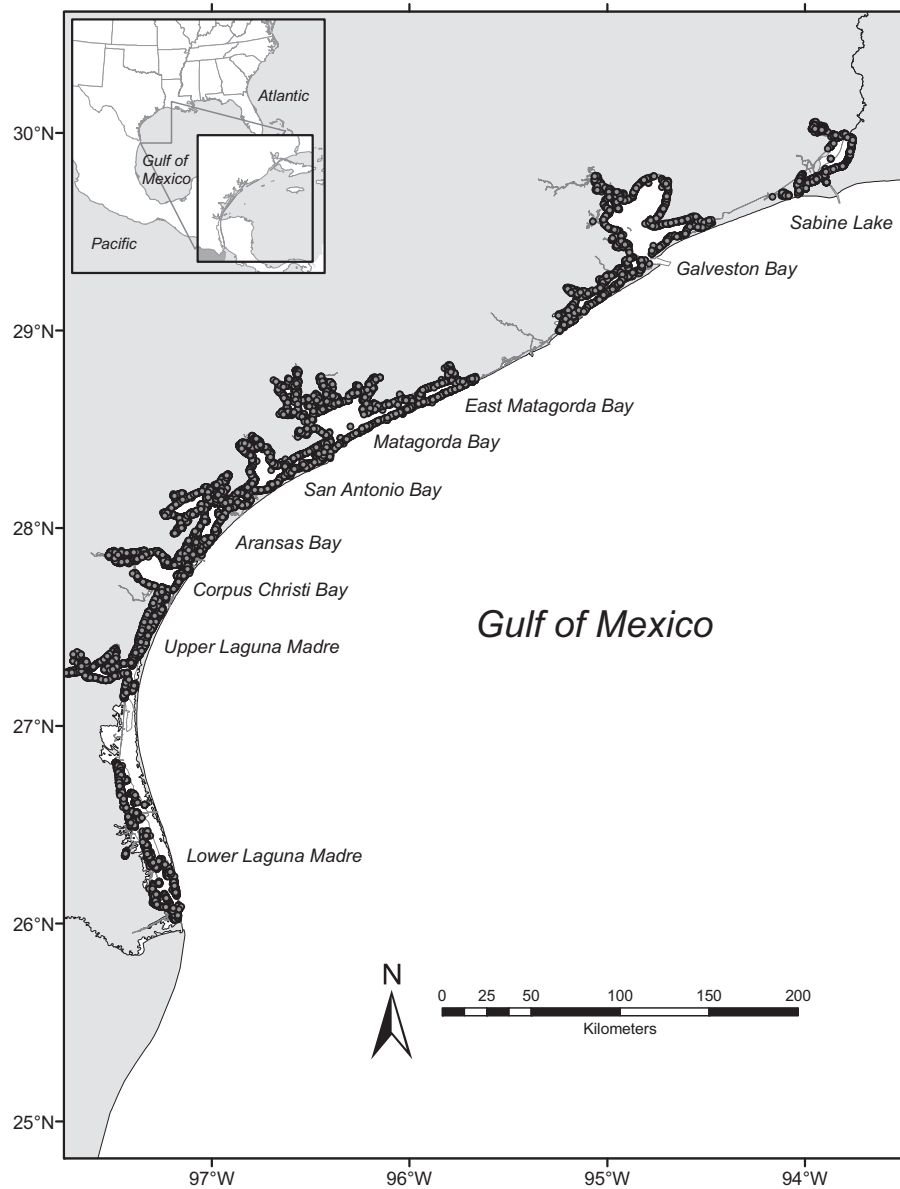 Atlantic
Gulf of
Mexico
Pacific
30°N
29°N
28°N
27°N
26°N
25°N
Sabine Lake
Galveston Bay
East Matagorda Bay
Matagorda Bay
San Antonio Bay
Aransas Bay
Corpus Christi Bay
Upper Laguna Madre
Lower Laguna Madre
Gulf of Mexico
N
0 25 50 100 150 200
Kilometers
97°W 96°W 95°W 94°W